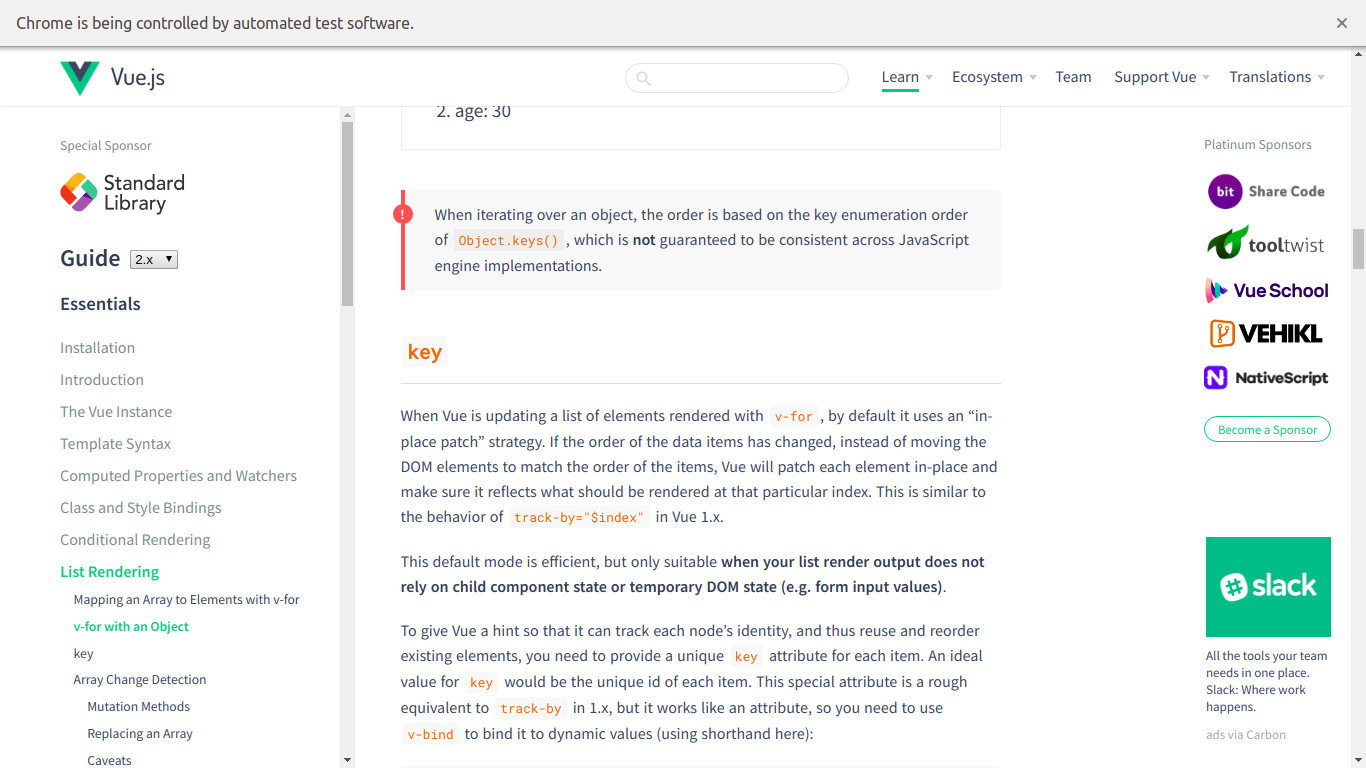 Chrome is being controlled by automated test software.
Vue.js
Learn
Ecosystem
Team
Support Vue
Translations
Special Sponsor
Standard
Library
Guide
2.x
Essentials
Installation
Introduction
The Vue Instance
Template Syntax
Computed Properties and Watchers
Class and Style Bindings
Conditional Rendering
List Rendering
Mapping an Array to Elements with v-for
v-for with an Object
key
Array Change Detection
Mutation Methods
Replacing an Array
Caveats
2. age: 30
!
When iterating over an object, the order is based on the key enumeration order
of Object.keys() , which is not guaranteed to be consistent across JavaScript
engine implementations.
key
When Vue is updating a list of elements rendered with v-for , by default it uses an “in-
place patch” strategy. If the order of the data items has changed, instead of moving the
DOM elements to match the order of the items, Vue will patch each element in-place and
make sure it reflects what should be rendered at that particular index. This is similar to
the behavior of track-by="$index" in Vue 1.x.
This default mode is efficient, but only suitable when your list render output does not
rely on child component state or temporary DOM state (e.g. form input values).
To give Vue a hint so that it can track each node’s identity, and thus reuse and reorder
existing elements, you need to provide a unique key attribute for each item. An ideal
value for key would be the unique id of each item. This special attribute is a rough
equivalent to track-by in 1.x, but it works like an attribute, so you need to use
v-bind to bind it to dynamic values (using shorthand here):
Platinum Sponsors
bit Share Code
tooltwist
Vue School
VEHIKL
N NativeScript
Become a Sponsor
slack
All the tools your team
needs in one place.
Slack: Where work
happens.
ads via Carbon